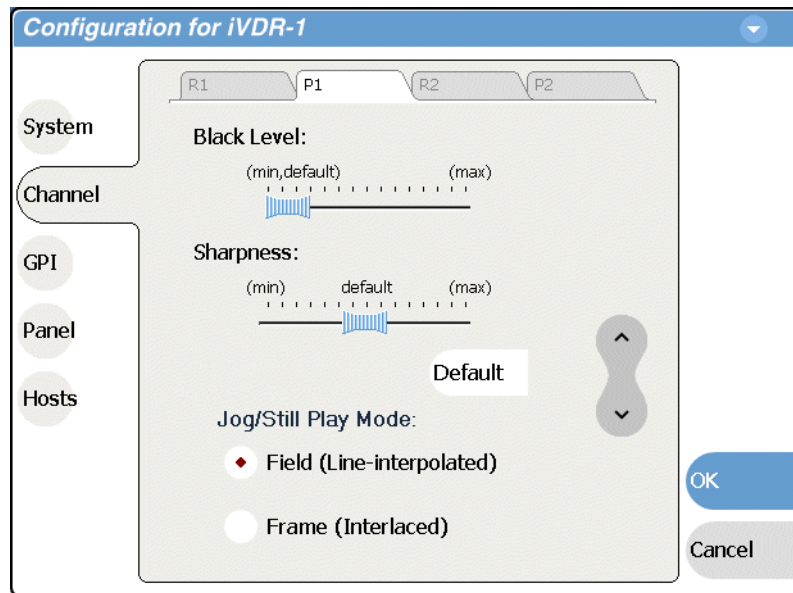 Configuration for iVDR-1
R1 P1 R2 P2
System
Channel
GPI
Panel
Hosts
Black Level:
(min,default) (max)
Sharpness:
(min) default (max)
Default
Jog/Still Play Mode:
Field (Line-interpolated)
Frame (Interlaced)
OK
Cancel